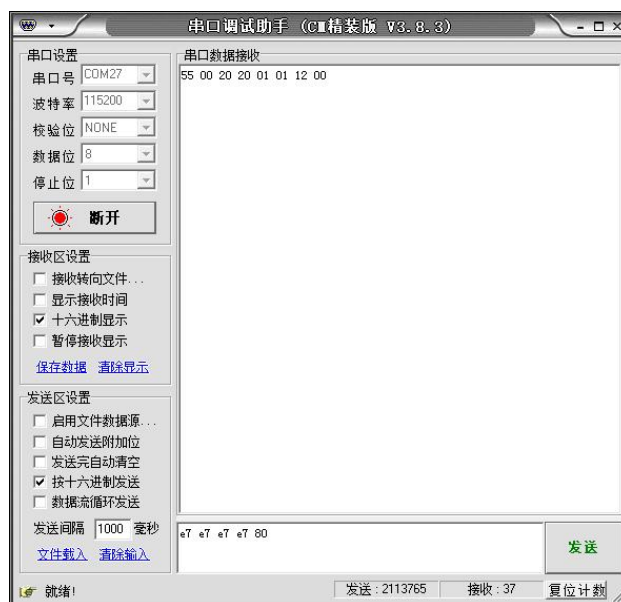 串口调试助手 (CM精装版 V3.8.3)
串口设置
串口号 COM27
波特率 115200
校验位 NONE
数据位 8
停止位 1
断开
接收区设置
接收转向文件...
显示接收时间
十六进制显示
暂停接收显示
保存数据 清除显示
发送区设置
启用文件数据源...
自动发送附加位
发送完自动清空
按十六进制发送
数据流循环发送
发送间隔 1000 毫秒
文件载入 清除输入
串口数据接收
55 00 20 20 01 01 12 00
e7 e7 e7 e7 80
发送
就绪!
发送:2113765
接收:37
复位计数